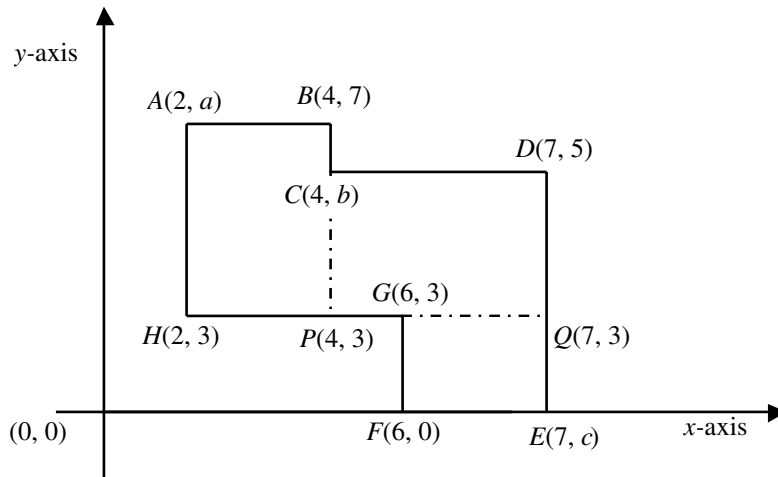 y-axis
A(2, a)
B(4, 7)
D(7, 5)
C(4, b)
G(6, 3)
H(2, 3)
P(4, 3)
Q(7, 3)
(0, 0)
F(6, 0)
E(7, c)
x-axis